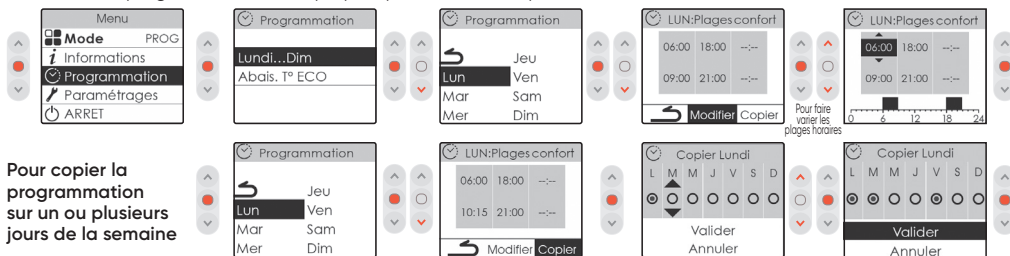 Menu
Mode PROG
Informations
Programmation
Paramétrages
ARRET
Programmation
Lundi...Dim
Abais. T° ECO
Programmation
Jeu
Lun Ven
Mar Sam
Mer Dim
LUN:Plages confort
06:00 18:00 --:--
09:00 21:00 --:--
Modifier Copier
Pour faire
varier les
plages horaires
LUN:Plages confort
06:00 18:00 --:--
09:00 21:00 --:--
0 6 12 18 24
Pour copier la
programmation
sur un ou plusieurs
jours de la semaine
Programmation
Jeu
Lun Ven
Mar Sam
Mer Dim
LUN:Plages confort
06:00 18:00 --:--
10:15 21:00 --:--
Modifier Copier
Copier Lundi
L M M J V S D
Valider
Annuler
Copier Lundi
L M M J V S D
Valider
Annuler